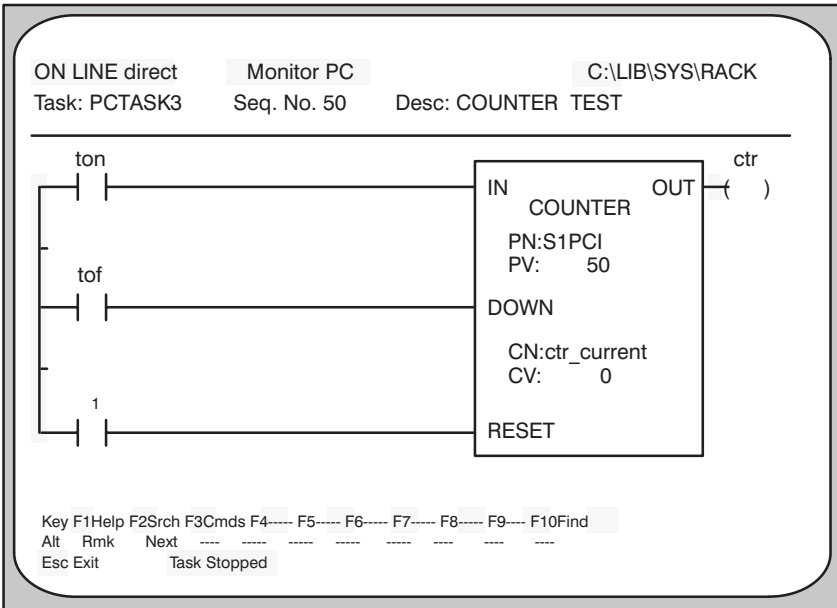 ON LINE direct Monitor PC C:\LIB\SYS\RACK
Task: PCTASK3 Seq. No. 50 Desc: COUNTER TEST
ton ctr
IN OUT ( )
COUNTER
PN:S1PCI
PV: 50
tof
DOWN
CN:ctr_current
CV: 0
1
RESET
Key F1Help F2Srch F3Cmds F4----- F5----- F6----- F7----- F8----- F9---- F10Find
Alt Rmk Next ---- ----- ----- ----- ----- ---- ---- ----
Esc Exit Task Stopped